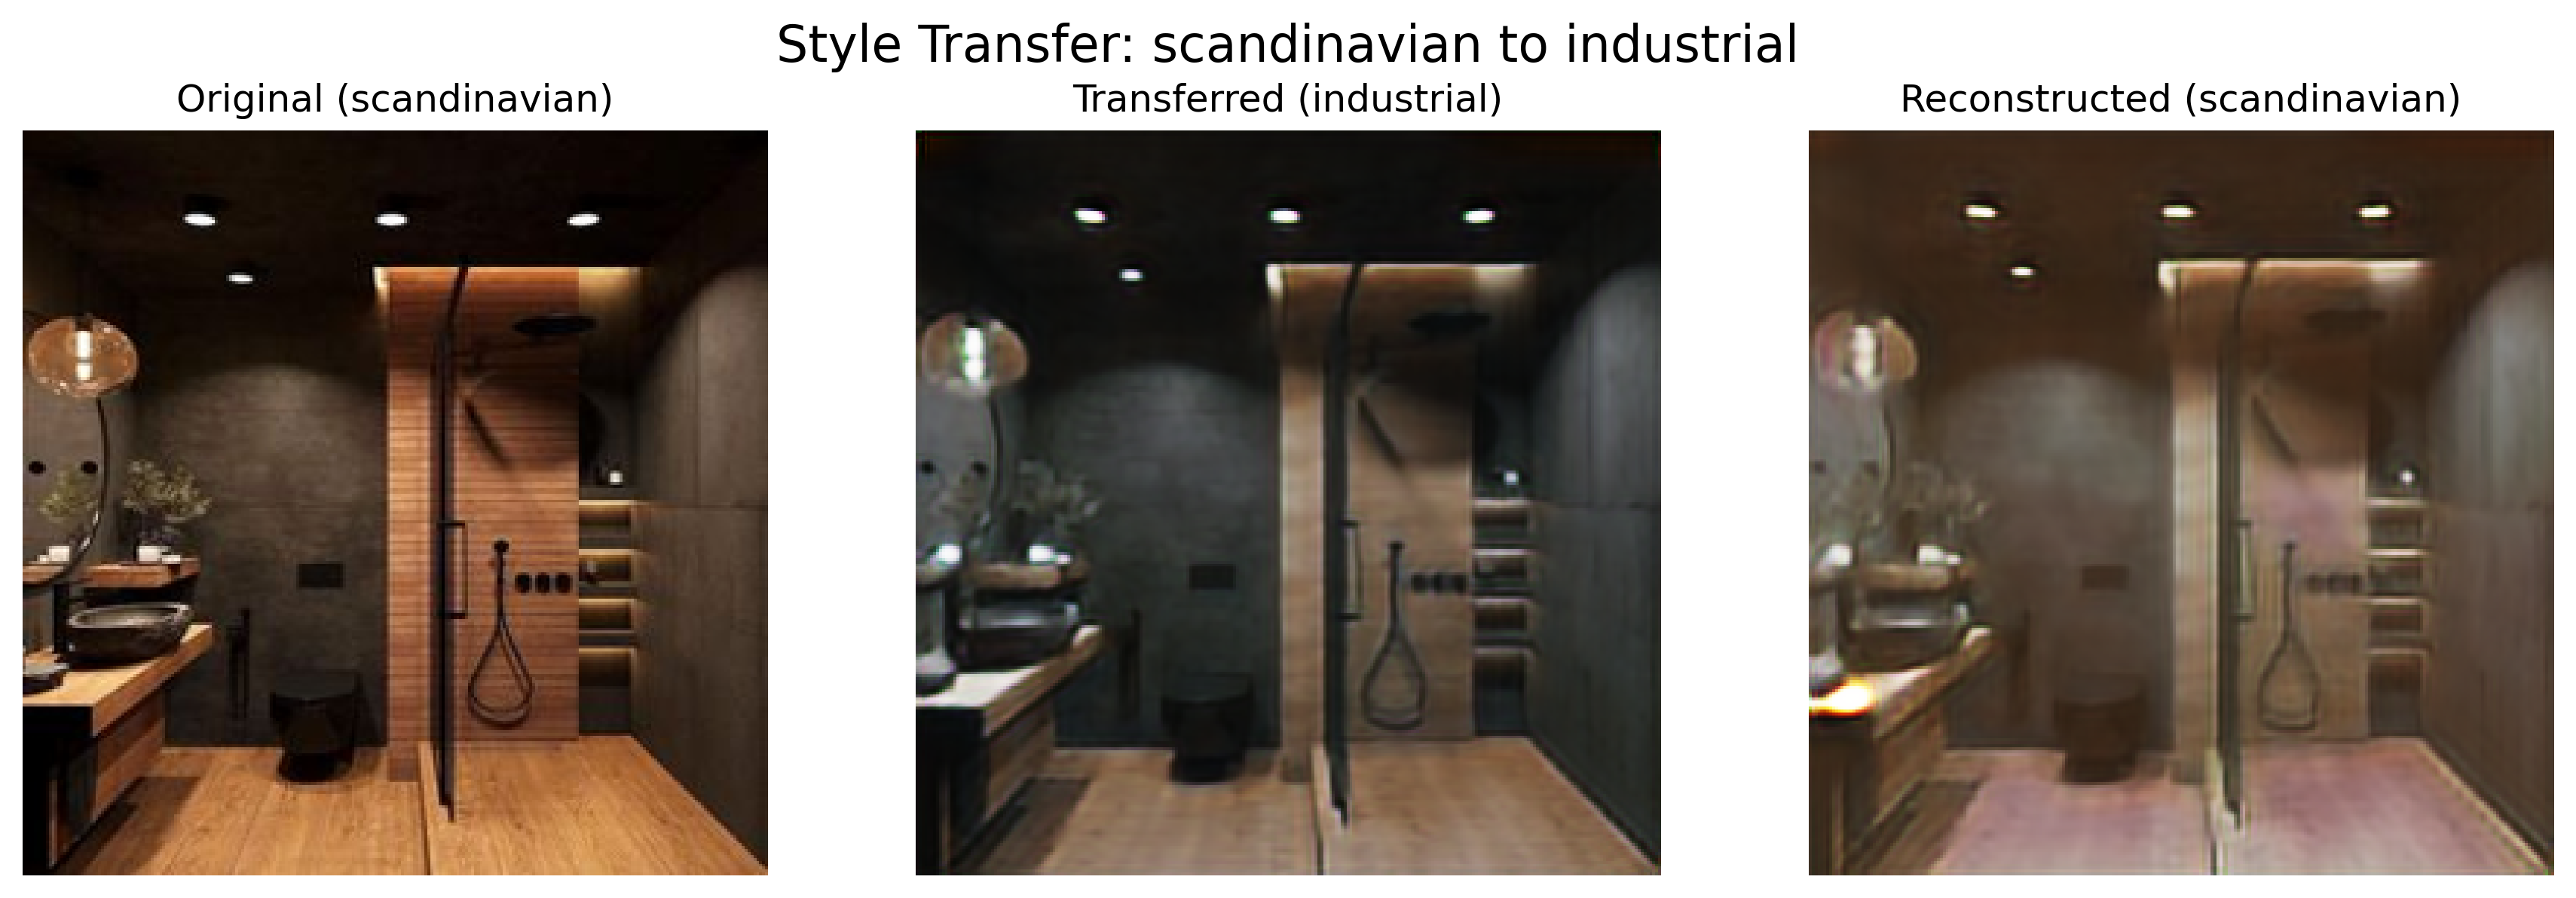 Style Transfer: scandinavian to industrial
Original (scandinavian)
Transferred (industrial)
Reconstructed (scandinavian)